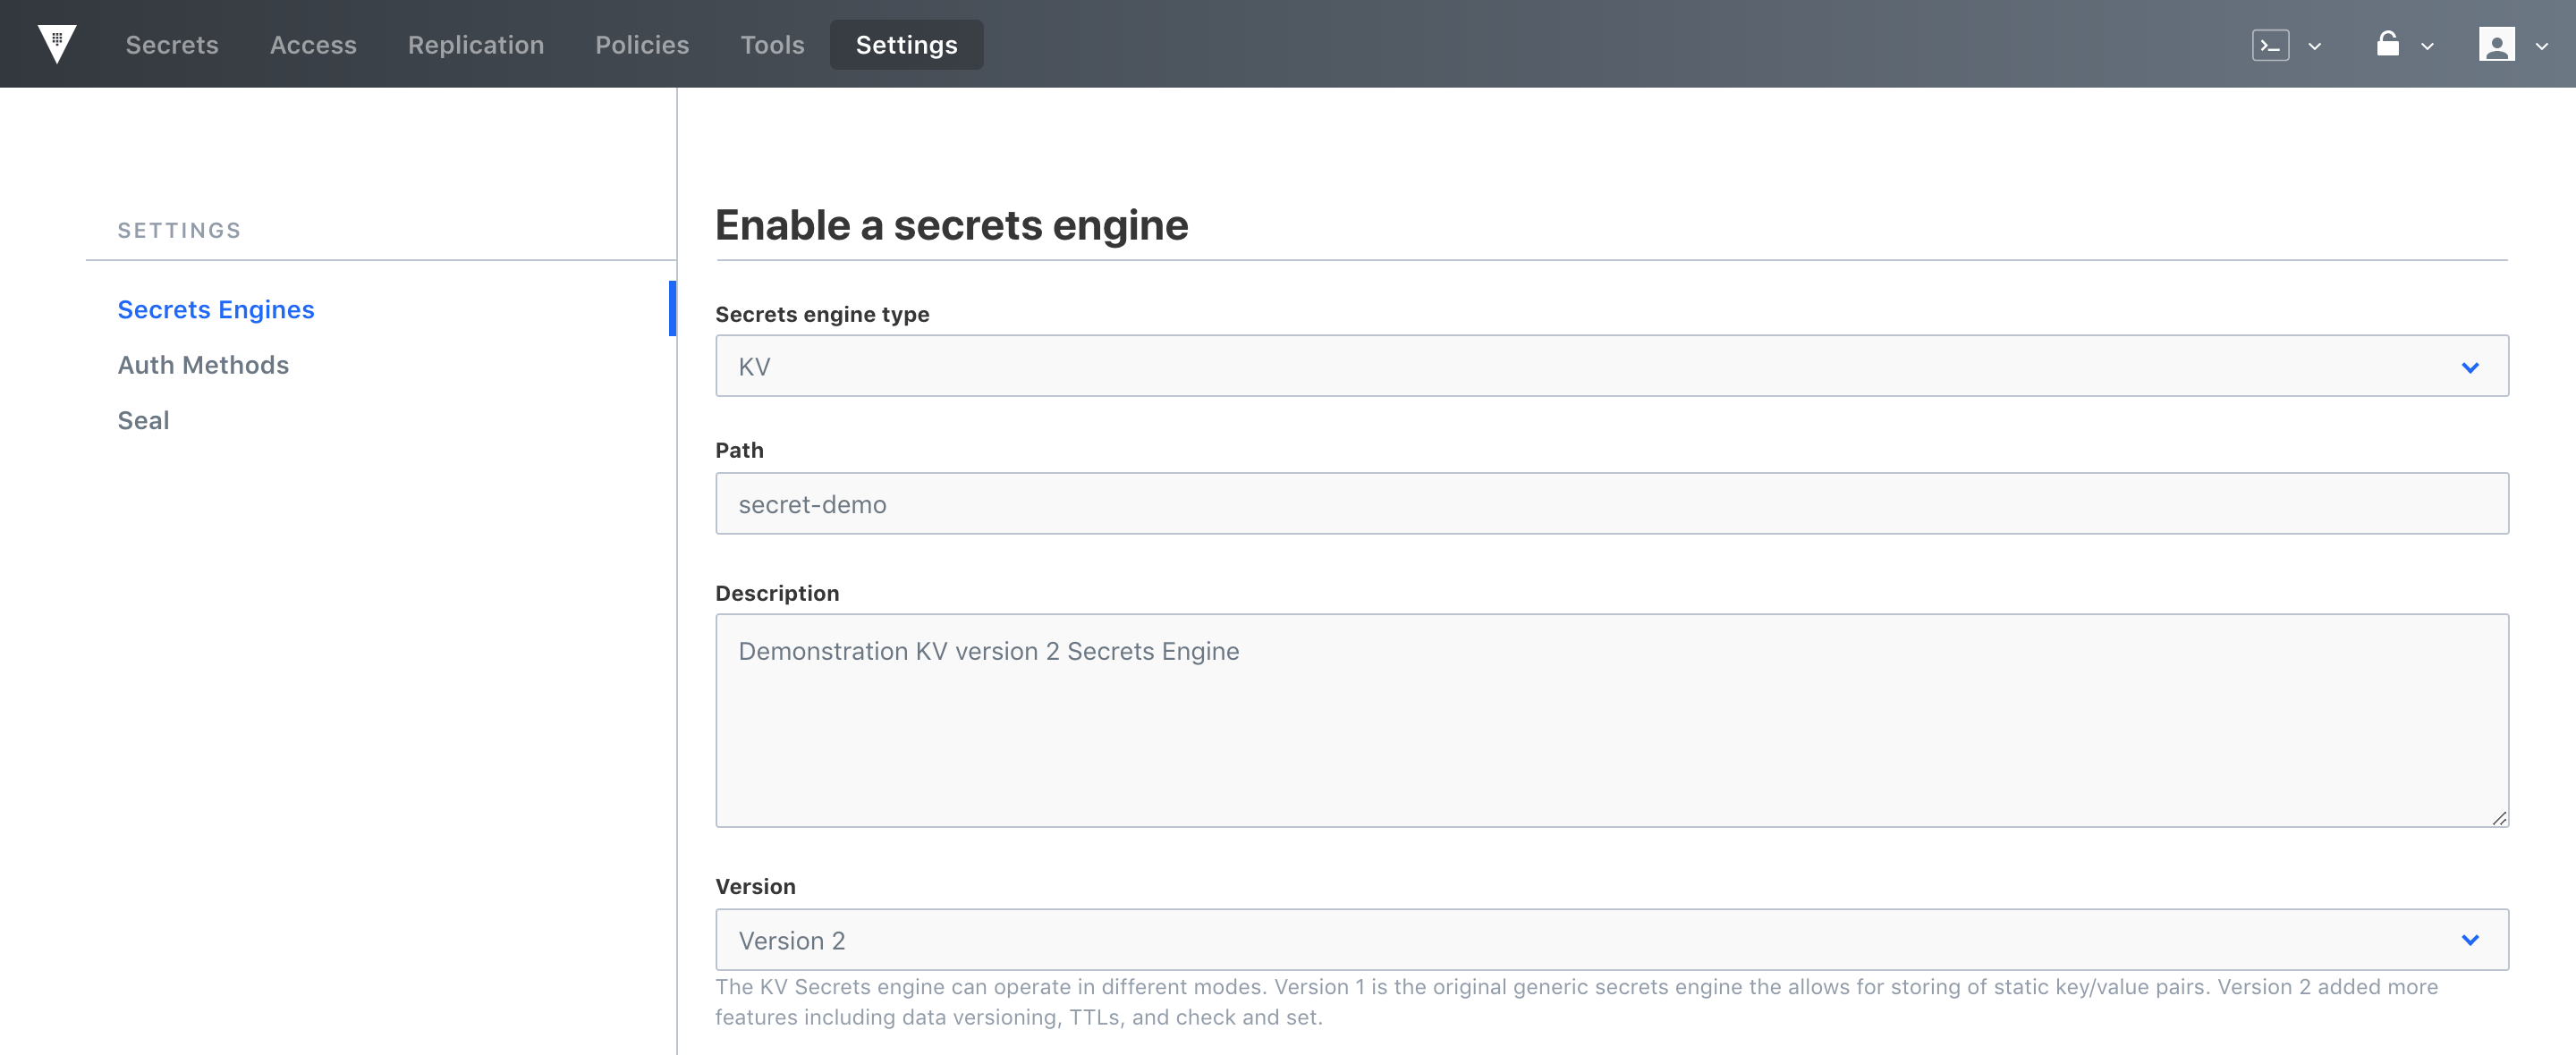 Secrets Access Replication Policies Tools Settings
SETTINGS
Secrets Engines
Auth Methods
Seal
Enable a secrets engine
Secrets engine type
KV
Path
secret-demo
Description
Demonstration KV version 2 Secrets Engine
Version
Version 2
The KV Secrets engine can operate in different modes. Version 1 is the original generic secrets engine the allows for storing of static key/value pairs. Version 2 added more
features including data versioning, TTLs, and check and set.